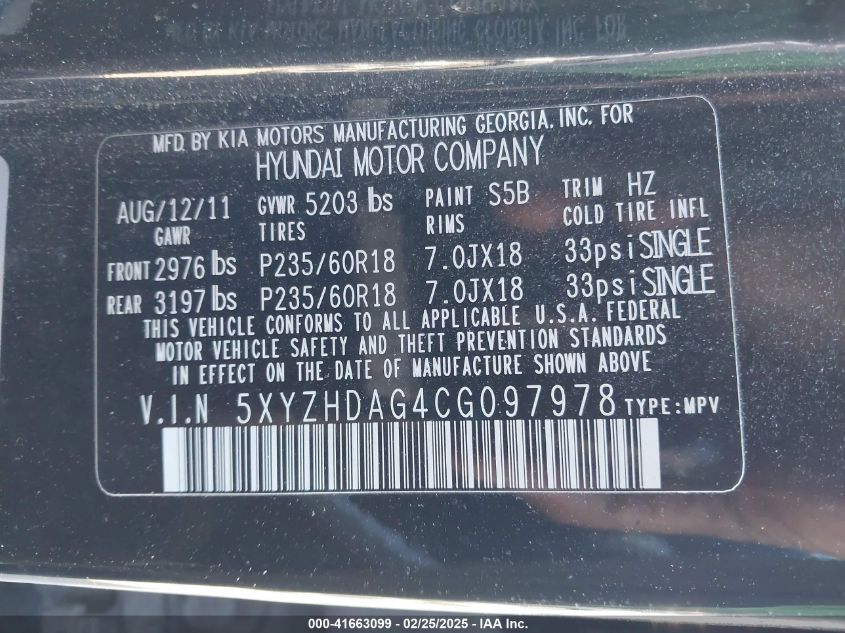 MFD. BY KIA MOTORS MANUFACTURING GEORGIA, INC. FOR
HYUNDAI MOTOR COMPANY
AUG/12/11 GVWR 5203 lbs PAINT S5B TRIM HZ
GAWR TIRES RIMS COLD TIRE INFL
FRONT 2976 lbs P235/60R18 7.0JX18 33psi SINGLE
REAR 3197 lbs P235/60R18 7.0JX18 33psi SINGLE
THIS VEHICLE CONFORMS TO ALL APPLICABLE U.S.A. FEDERAL
MOTOR VEHICLE SAFETY AND THEFT PREVENTION STANDARDS
IN EFFECT ON THE DATE OF MANUFACTURE SHOWN ABOVE
V.I.N 5XYZHDAG4CG097978 TYPE:MPV
000-41663099 - 02/25/2025 - IAAI.com